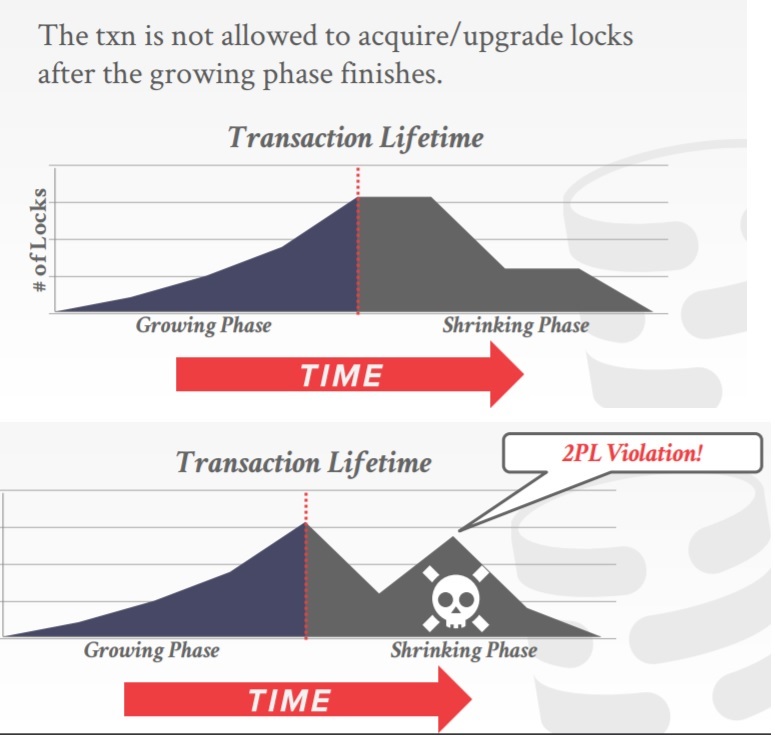 The txn is not allowed to acquire/upgrade locks
after the growing phase finishes.
Transaction Lifetime
# of Locks
Growing Phase
Shrinking Phase
TIME
2PL Violation!
Transaction Lifetime
Growing Phase
Shrinking Phase
TIME